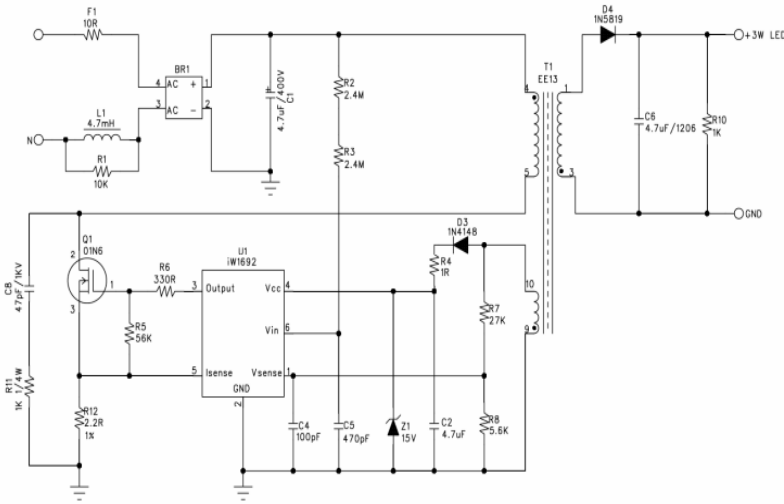 F1
10R
D4
1N5819
+3W LED
BR1
4 AC + 1
3 AC - 2
4.7uF/400V
C1
R2
2.4M
T1
EE13
4
1
C6
4.7uF/1206
R10
1K
L1
4.7mH
N
R1
10K
R3
2.4M
5
3
GND
D3
1N4148
Q1
01N6
2
1
3
U1
iW1692
R4
1R
10
9
C8
47pF/1KV
R6
330R
3 Output Vcc 4
R7
27K
R5
56K
Vin 6
5 Isense Vsense 1
GND
2
R11
1K 1/4W
R12
2.2R
1%
C4
100pF
C5
470pF
Z1
15V
C2
4.7uF
R8
5.6K